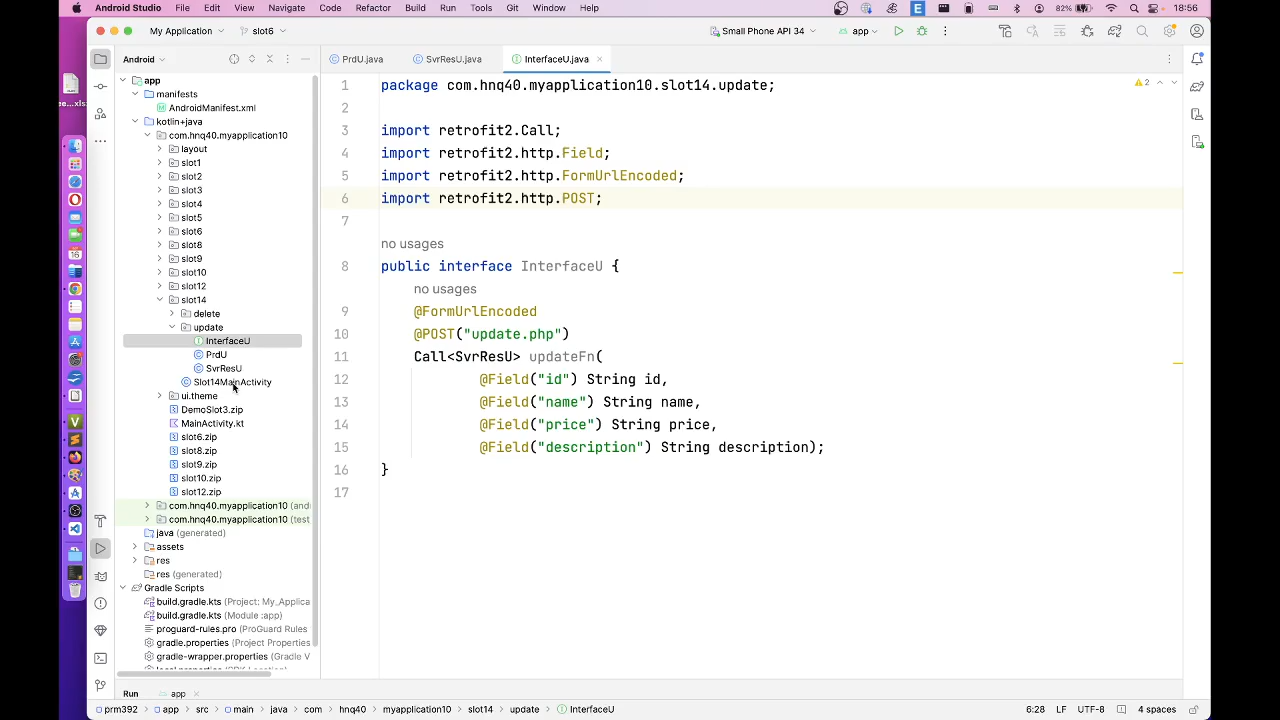 Android Studio File Edit View Navigate Code Refactor Build Run Tools Git Window Help 82% 18:56
My Application slot6 Small Phone API 34 app
Android PrdU.java SvrResU.java InterfaceU.java
app
manifests
AndroidManifest.xml
kotlin+java
com.hnq40.myapplication10
layout
slot1
slot2
slot3
slot4
slot5
slot6
slot8
slot9
slot10
slot12
slot14
delete
update
InterfaceU
PrdU
SvrResU
Slot14MainActivity
ui.theme
DemoSlot3.zip
MainActivity.kt
slot6.zip
slot8.zip
slot9.zip
slot10.zip
slot12.zip
com.hnq40.myapplication10 (and
com.hnq40.myapplication10 (test
java (generated)
assets
res
res (generated)
Gradle Scripts
build.gradle.kts (Project: My_Applica
build.gradle.kts (Module :app)
proguard-rules.pro (ProGuard Rules
gradle.properties (Project Properties
gradle-wrapper.properties (Gradle V
1 package com.hnq40.myapplication10.slot14.update; 2
2
3 import retrofit2.Call;
4 import retrofit2.http.Field;
5 import retrofit2.http.FormUrlEncoded;
6 import retrofit2.http.POST;
7
no usages
8 public interface InterfaceU {
no usages
9 @FormUrlEncoded
10 @POST("update.php")
11 Call<SvrResU> updateFn(
12 @Field("id") String id,
13 @Field("name") String name,
14 @Field("price") String price,
15 @Field("description") String description);
16 }
17
Run app
prm392 app src main java com hnq40 myapplication10 slot14 update InterfaceU 6:28 LF UTF-8 4 spaces